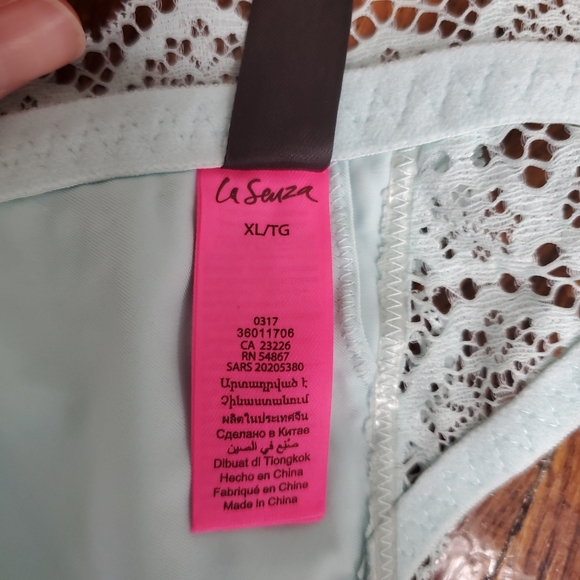 La Senza
XL/TG
0317
36011706
CA 23226
RN 54867
SARS 20205380
Արտադրված է
Չինաստանում
ผลิตในประเทศจีน
Сделано в Китае
صُنِع في الصين
Dibuat di Tiongkok
Hecho en China
Fabriqué en Chine
Made in China